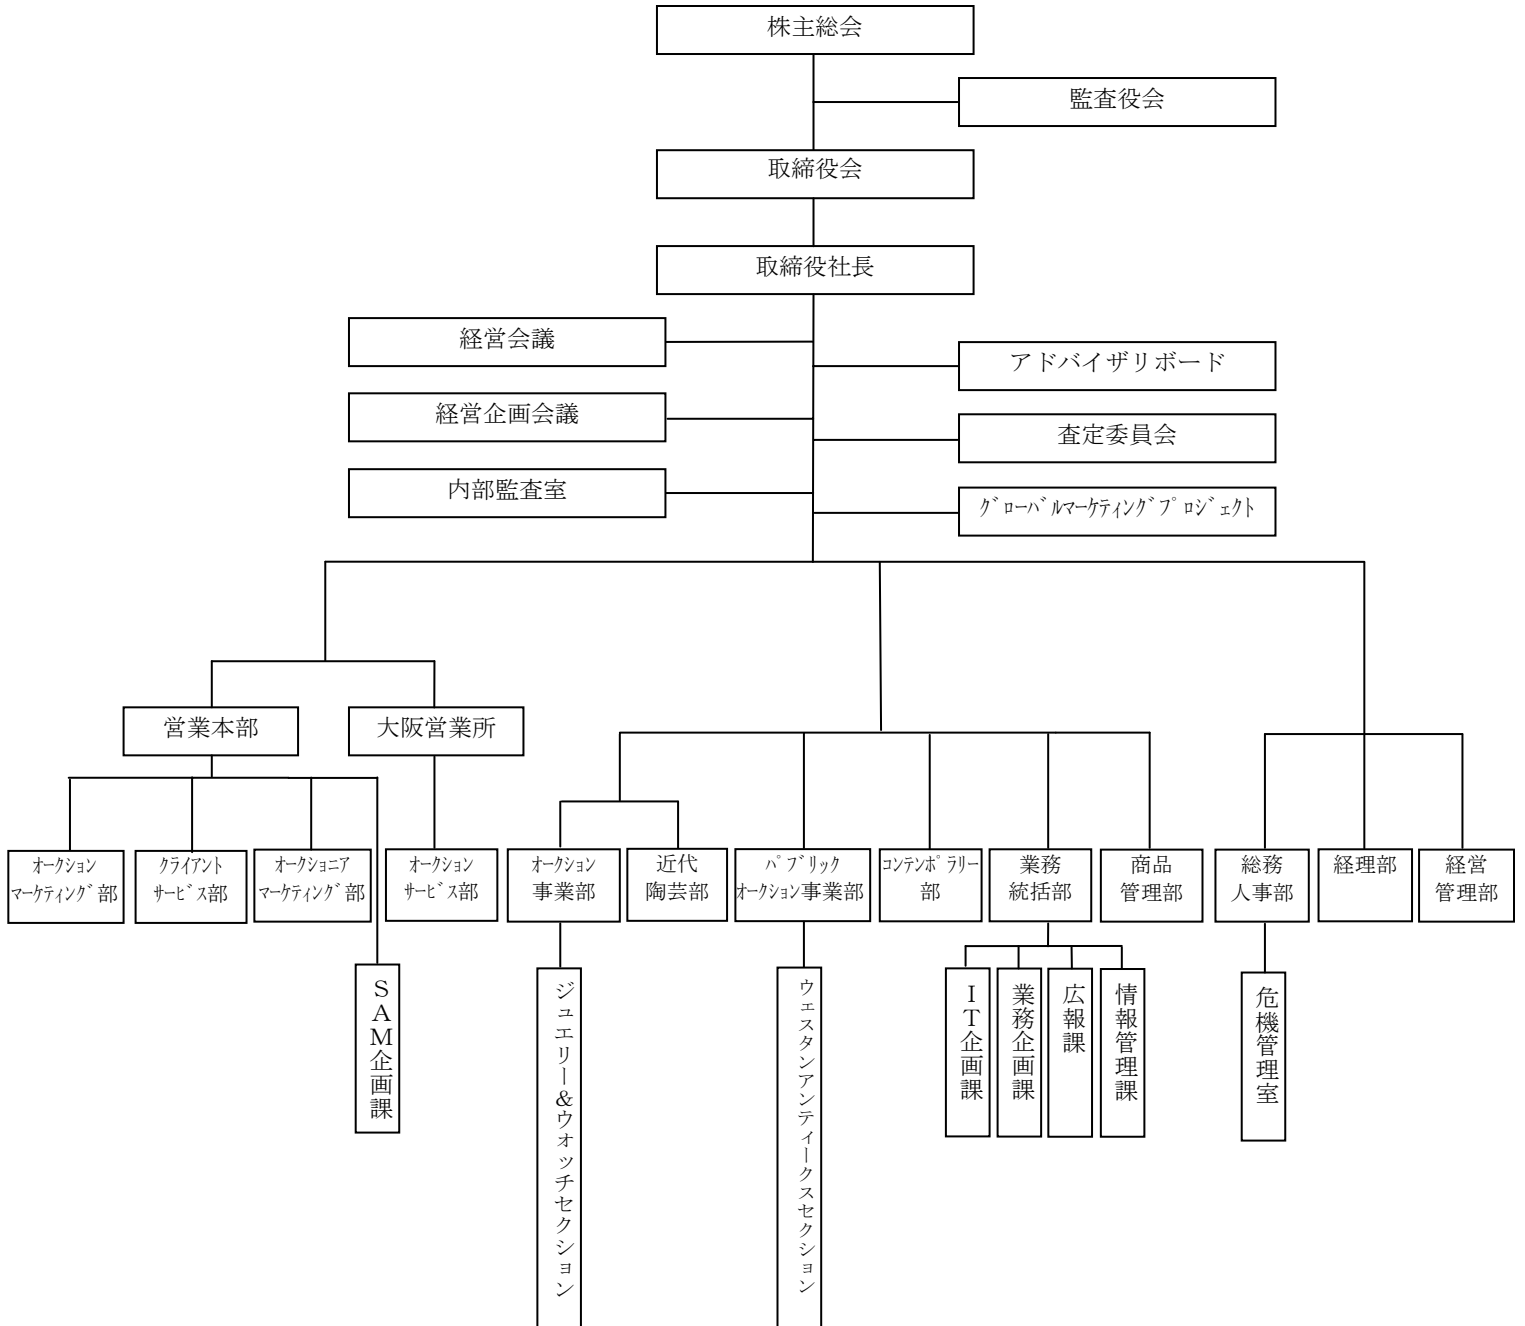 株主総会
監査役会
取締役会
取締役社長
経営会議
アドバイザリボード
経営企画会議
査定委員会
内部監査室
グローバルマーケティングプロジェクト
営業本部
大阪営業所
オークション
マーケティング部
クライアント
サービス部
オークショニア
マーケティング部
オークション
サービス部
オークション
事業部
近代
陶芸部
パブリック
オークション事業部
コンテンポラリー
部
業務
統括部
商品
管理部
総務
人事部
経理部
経営
管理部
SAM企画課
ジュエリー&ウォッチセクション
ウェスタンアンティークスセクション
IT企画課
業務企画課
広報課
情報管理課
危機管理室